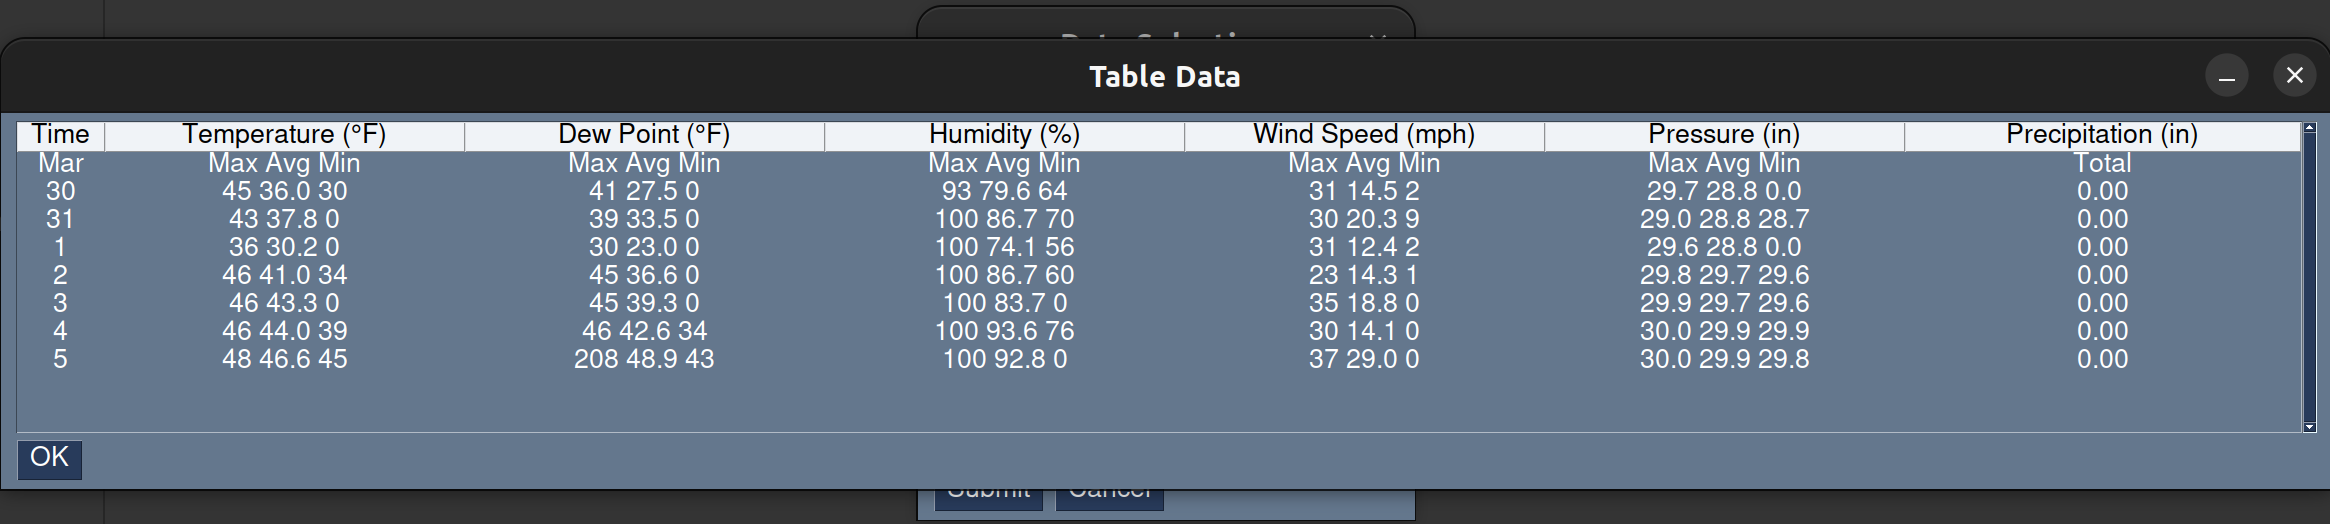 Table Data
Time Temperature (°F) Dew Point (°F) Humidity (%) Wind Speed (mph) Pressure (in) Precipitation (in)
Mar Max Avg Min Max Avg Min Max Avg Min Max Avg Min Max Avg Min Total
30 45 36.0 30 41 27.5 0 93 79.6 64 31 14.5 2 29.7 28.8 0.0 0.00
31 43 37.8 0 39 33.5 0 100 86.7 70 30 20.3 9 29.0 28.8 28.7 0.00
1 36 30.2 0 30 23.0 0 100 74.1 56 31 12.4 2 29.6 28.8 0.0 0.00
2 46 41.0 34 45 36.6 0 100 86.7 60 23 14.3 1 29.8 29.7 29.6 0.00
3 46 43.3 0 45 39.3 0 100 83.7 0 35 18.8 0 29.9 29.7 29.6 0.00
4 46 44.0 39 46 42.6 34 100 93.6 76 30 14.1 0 30.0 29.9 29.9 0.00
5 48 46.6 45 208 48.9 43 100 92.8 0 37 29.0 0 30.0 29.9 29.8 0.00
OK
Submit Cancel